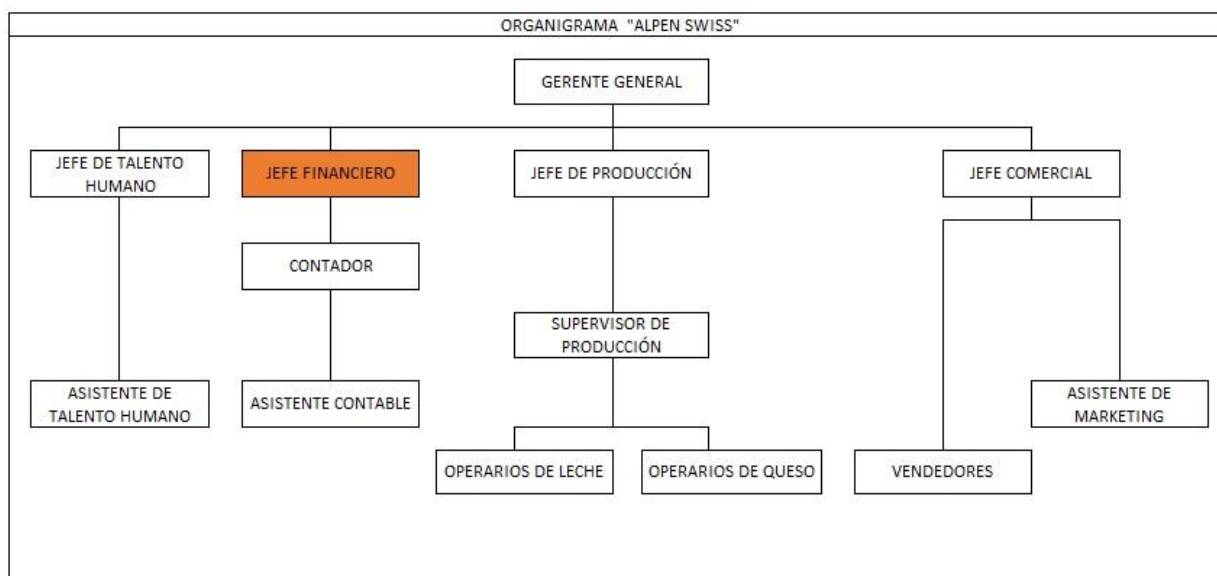 ORGANIGRAMA "ALPEN SWISS"
GERENTE GENERAL
JEFE DE TALENTO
HUMANO
JEFE FINANCIERO
JEFE DE PRODUCCIÓN
JEFE COMERCIAL
CONTADOR
SUPERVISOR DE
PRODUCCIÓN
ASISTENTE DE
TALENTO HUMANO
ASISTENTE CONTABLE
ASISTENTE DE
MARKETING
OPERARIOS DE LECHE
OPERARIOS DE QUESO
VENDEDORES